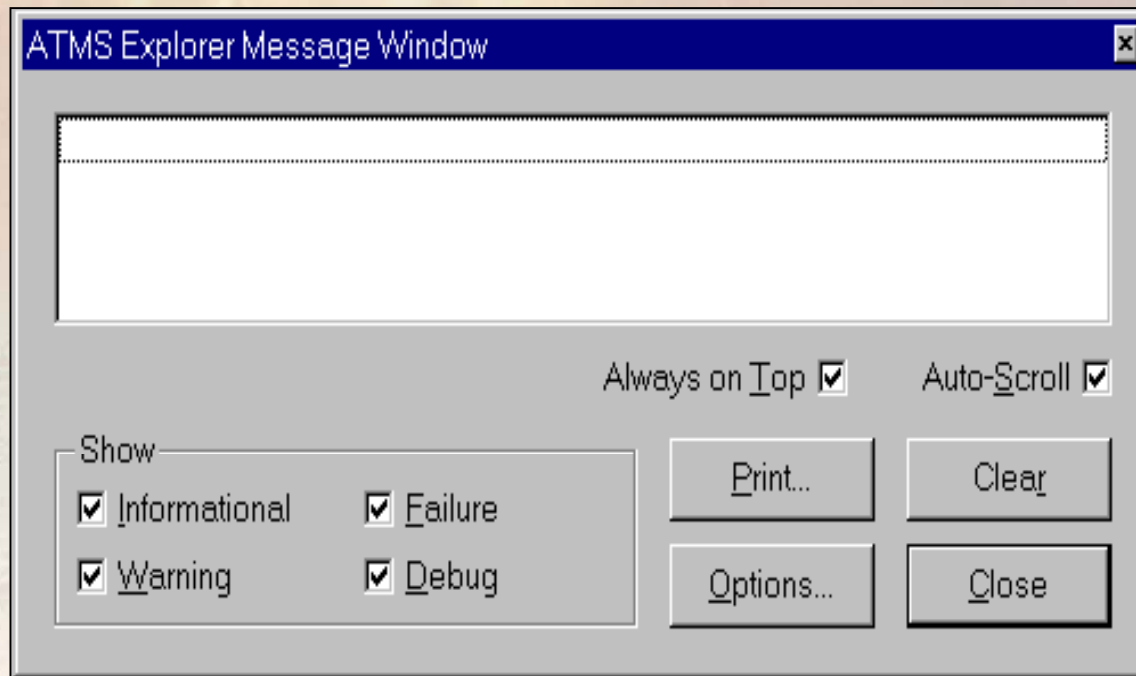 ATMS Explorer Message Window
Always on Top
Auto-Scroll
Show
Informational
Failure
Warning
Debug
Print...
Clear
Options...
Close